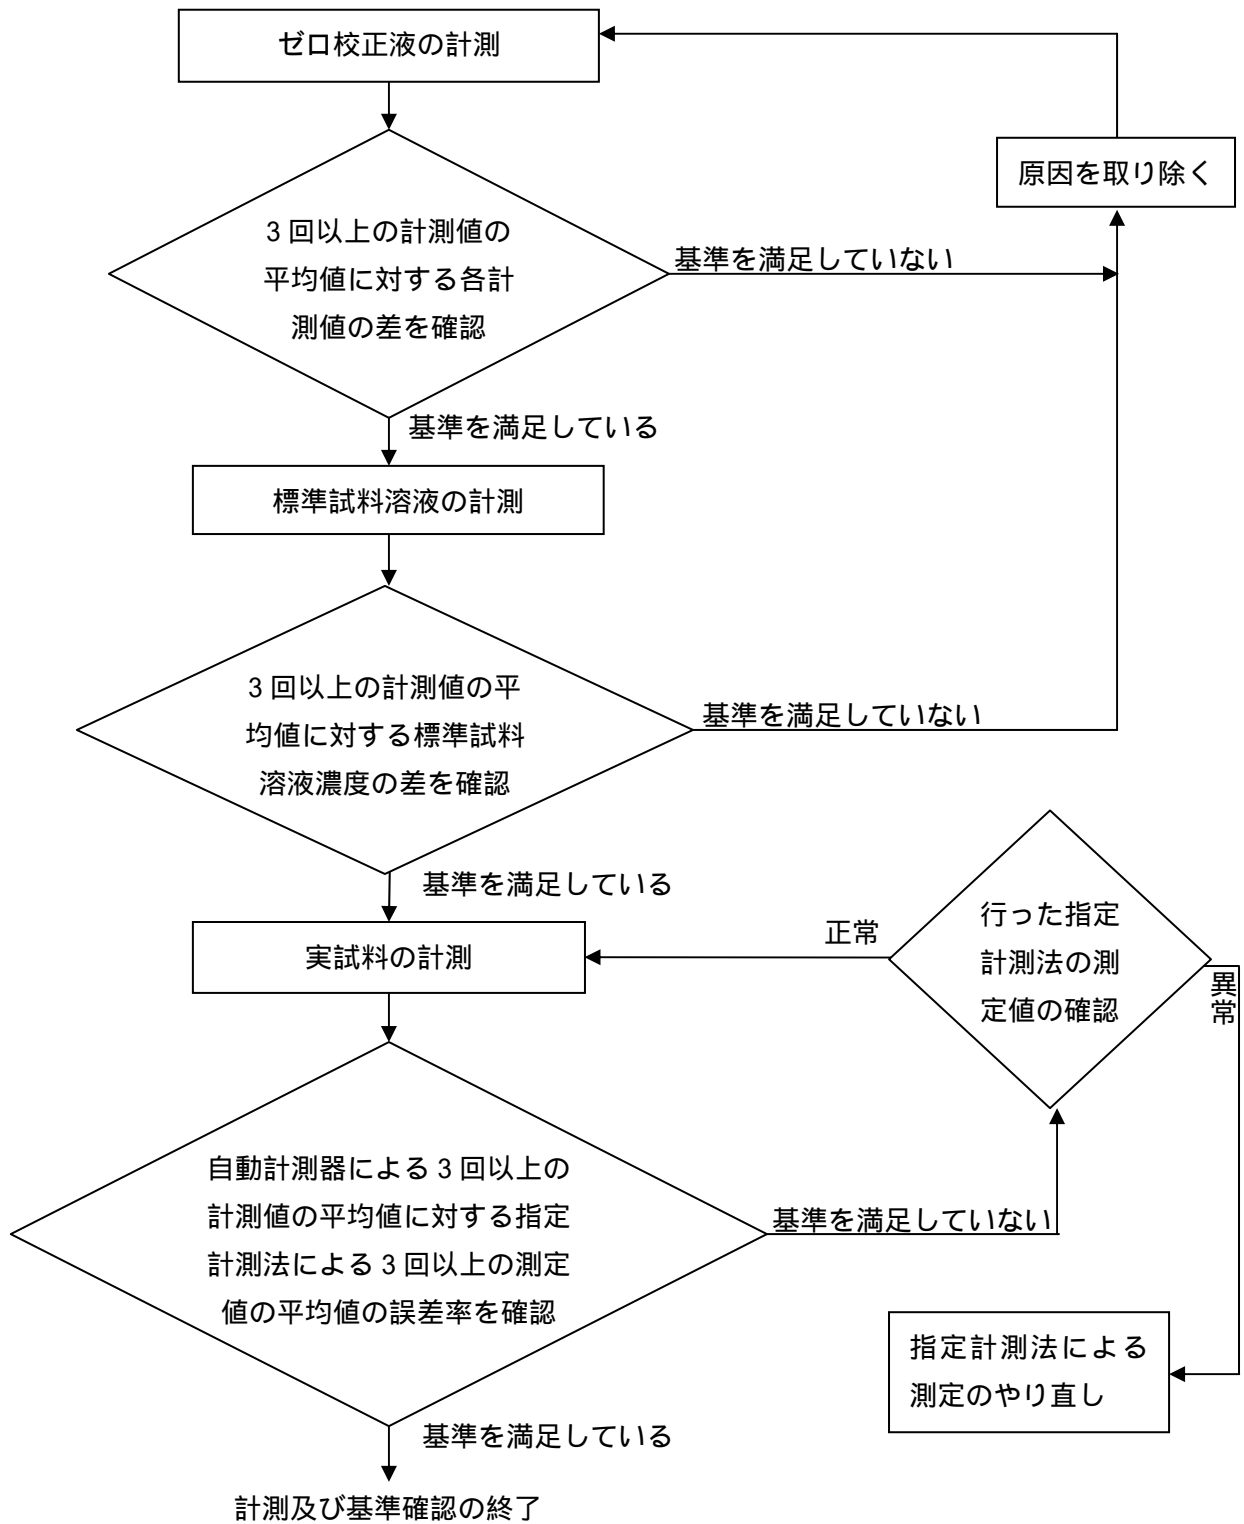 ゼロ校正液の計測
原因を取り除く
3回以上の計測値の
平均値に対する各計
測値の差を確認
基準を満足していない
基準を満足している
標準試料溶液の計測
3回以上の計測値の平
均値に対する標準試料
溶液濃度の差を確認
基準を満足していない
基準を満足している
実試料の計測
正常
行った指定
計測法の測
定値の確認
異常
自動計測器による3回以上の
計測値の平均値に対する指定
計測法による3回以上の測定
値の平均値の誤差率を確認
基準を満足していない
指定計測法による
測定のやり直し
基準を満足している
計測及び基準確認の終了